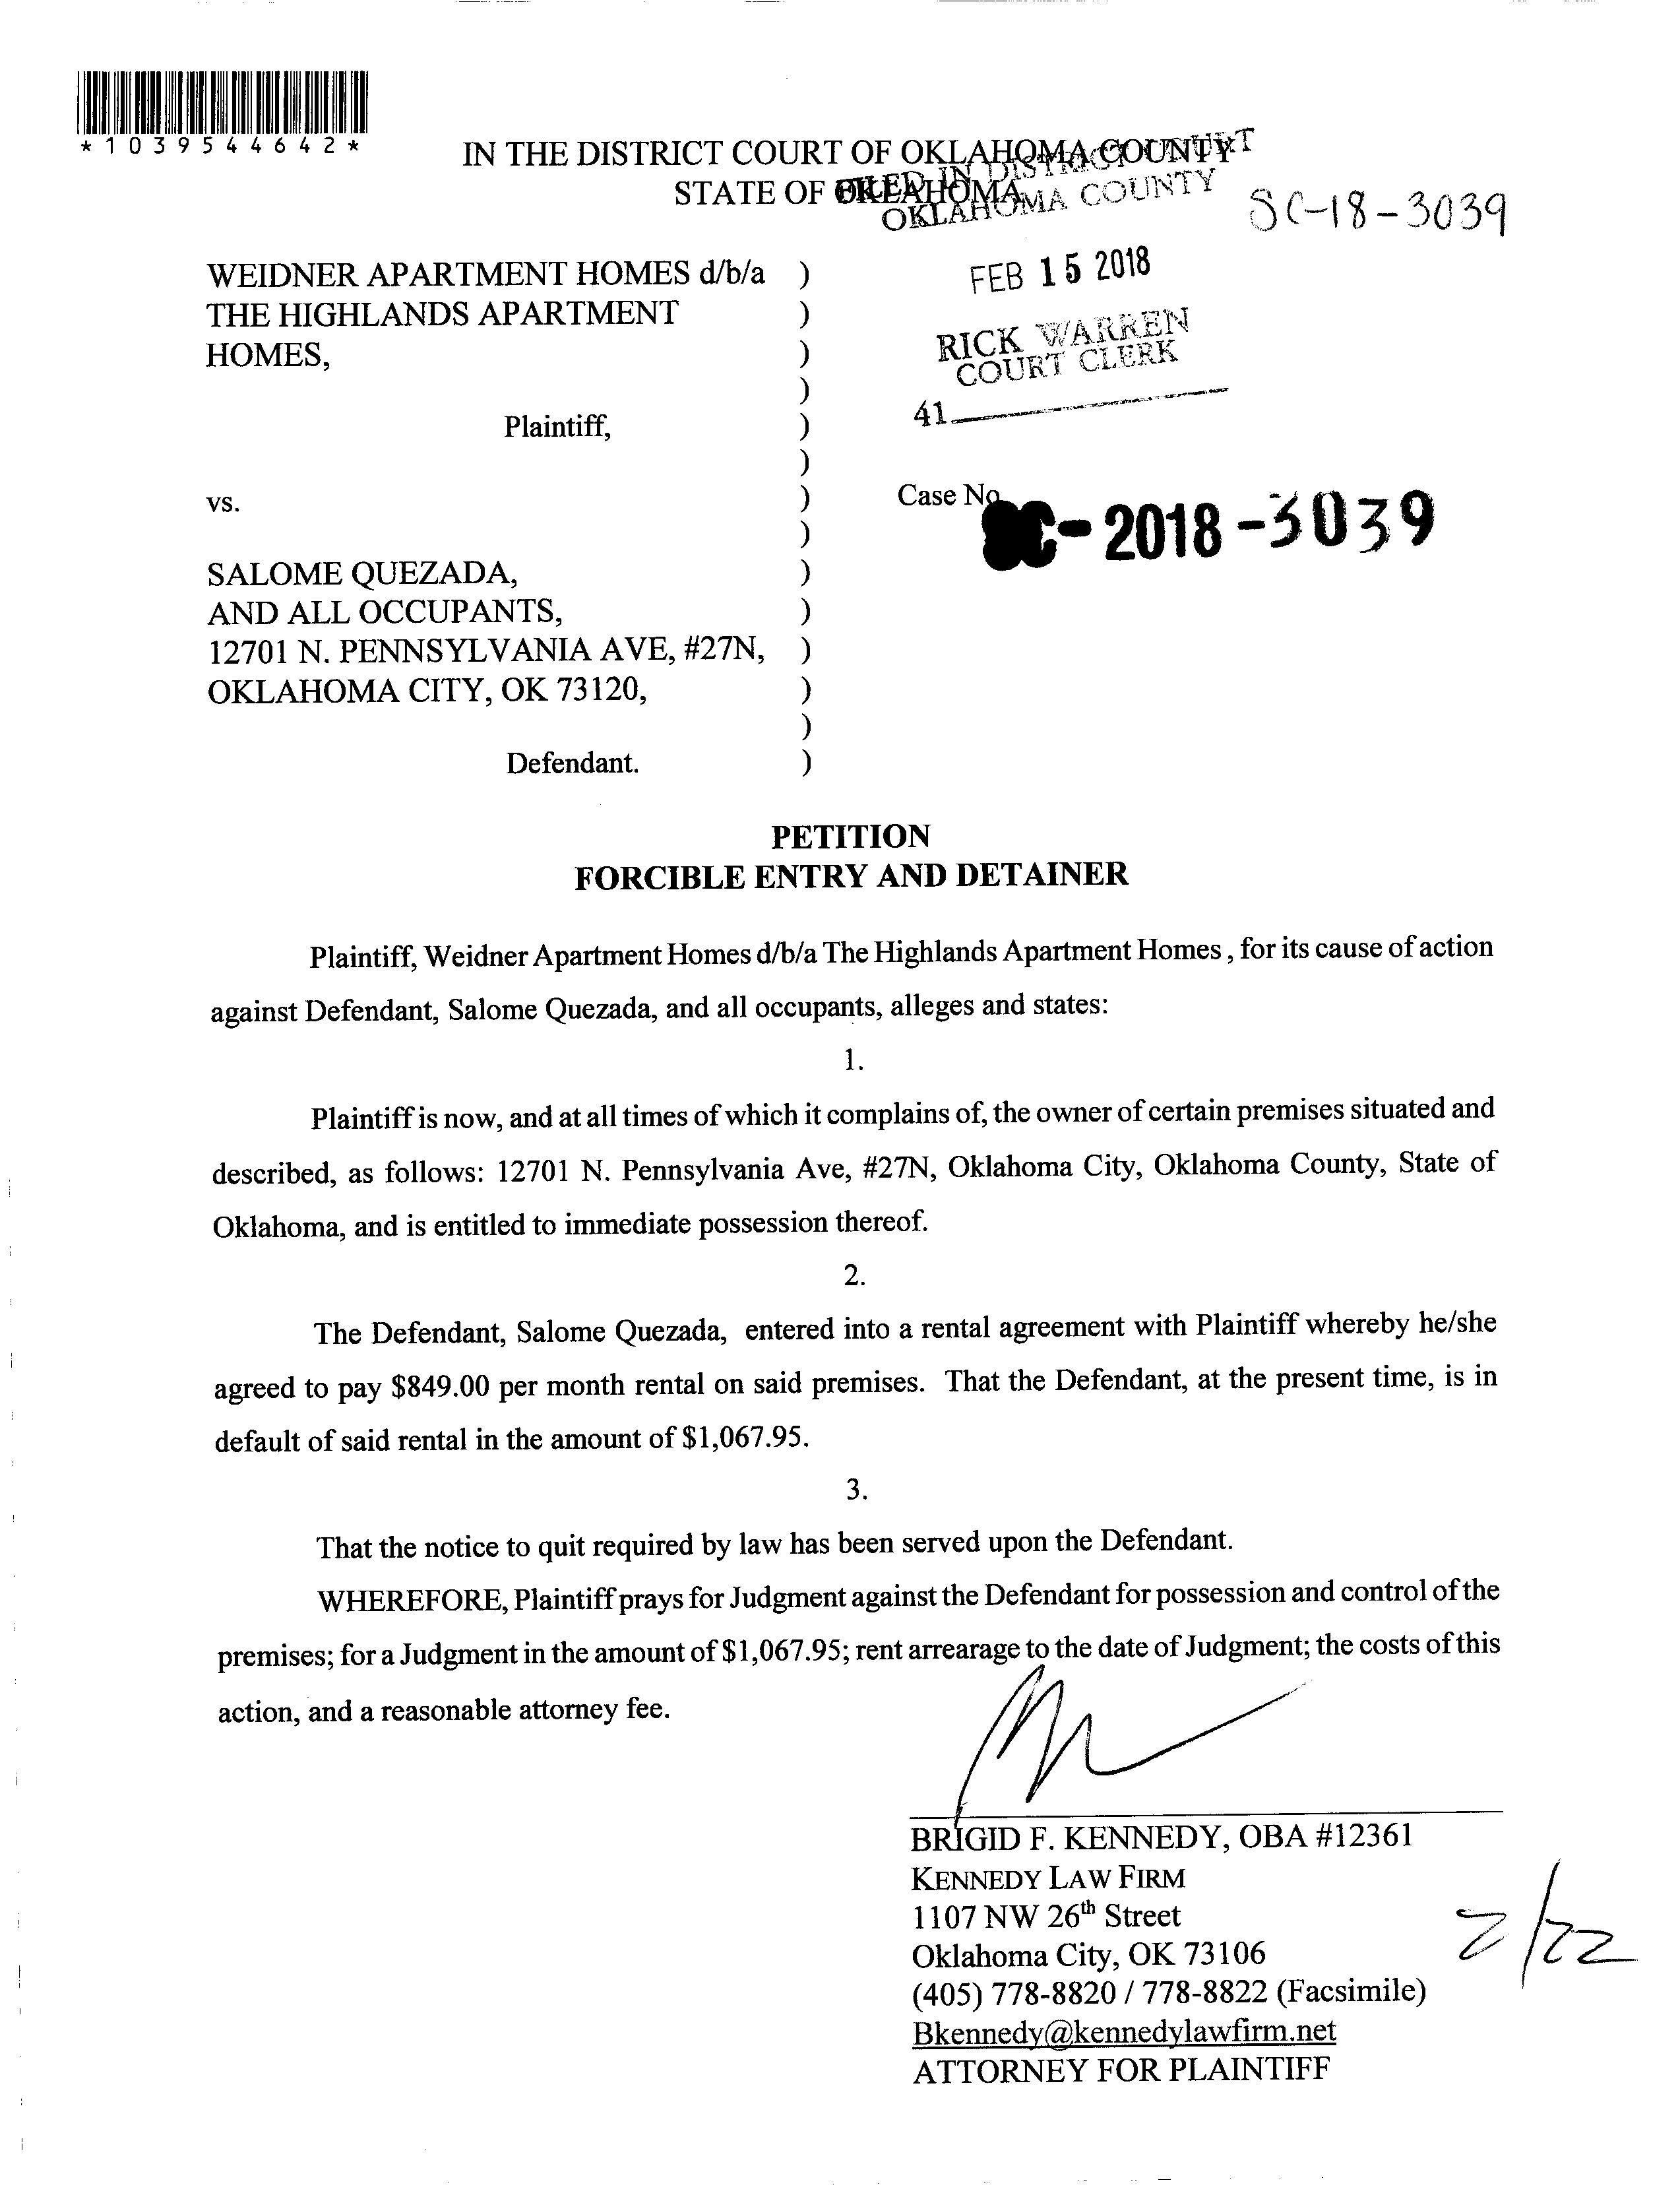 *1039544642*
IN THE DISTRICT COURT OF OKLAHOMA COUNTY
STATE OF OKLAHOMA
FILED IN DISTRICT COURT
OKLAHOMA COUNTY
SC-18-3039
FEB 15 2018
RICK WARREN
COURT CLERK
41
WEIDNER APARTMENT HOMES d/b/a )
THE HIGHLANDS APARTMENT )
HOMES, )
)
Plaintiff, )
)
vs. )
)
SALOME QUEZADA, )
AND ALL OCCUPANTS, )
12701 N. PENNSYLVANIA AVE, #27N, )
OKLAHOMA CITY, OK 73120, )
)
Defendant. )
Case No.
SC-2018-3039
PETITION
FORCIBLE ENTRY AND DETAINER
Plaintiff, Weidner Apartment Homes d/b/a The Highlands Apartment Homes , for its cause of action
against Defendant, Salome Quezada, and all occupants, alleges and states:
1.
Plaintiff is now, and at all times of which it complains of, the owner of certain premises situated and
described, as follows: 12701 N. Pennsylvania Ave, #27N, Oklahoma City, Oklahoma County, State of
Oklahoma, and is entitled to immediate possession thereof.
2.
The Defendant, Salome Quezada, entered into a rental agreement with Plaintiff whereby he/she
agreed to pay $849.00 per month rental on said premises. That the Defendant, at the present time, is in
default of said rental in the amount of $1,067.95.
3.
That the notice to quit required by law has been served upon the Defendant.
WHEREFORE, Plaintiff prays for Judgment against the Defendant for possession and control of the
premises; for a Judgment in the amount of $1,067.95; rent arrearage to the date of Judgment; the costs of this
action, and a reasonable attorney fee.
BRIGID F. KENNEDY, OBA #12361
KENNEDY LAW FIRM
1107 NW 26th Street
Oklahoma City, OK 73106
(405) 778-8820 / 778-8822 (Facsimile)
Bkennedy@kennedylawfirm.net
ATTORNEY FOR PLAINTIFF
2/22